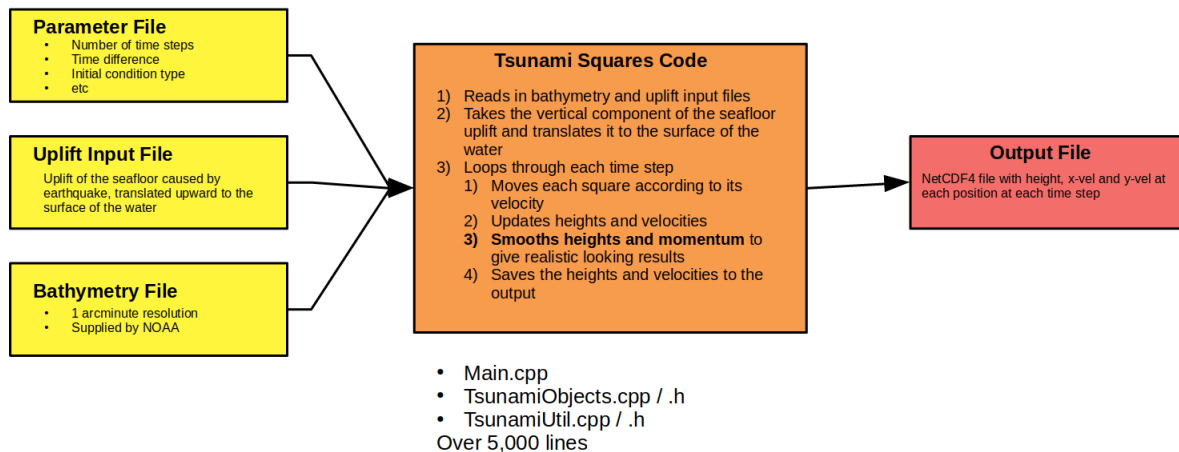 Parameter File
• Number of time steps
• Time difference
• Initial condition type
• etc
Uplift Input File
Uplift of the seafloor caused by
earthquake, translated upward to the
surface of the water
Bathymetry File
• 1 arcminute resolution
• Supplied by NOAA
Tsunami Squares Code
1) Reads in bathymetry and uplift input files
2) Takes the vertical component of the seafloor
uplift and translates it to the surface of the
water
3) Loops through each time step
1) Moves each square according to its
velocity
2) Updates heights and velocities
3) Smooths heights and momentum to
give realistic looking results
4) Saves the heights and velocities to the
output
• Main.cpp
• TsunamiObjects.cpp / .h
• TsunamiUtil.cpp / .h
Over 5,000 lines
Output File
NetCDF4 file with height, x-vel and y-vel at
each position at each time step